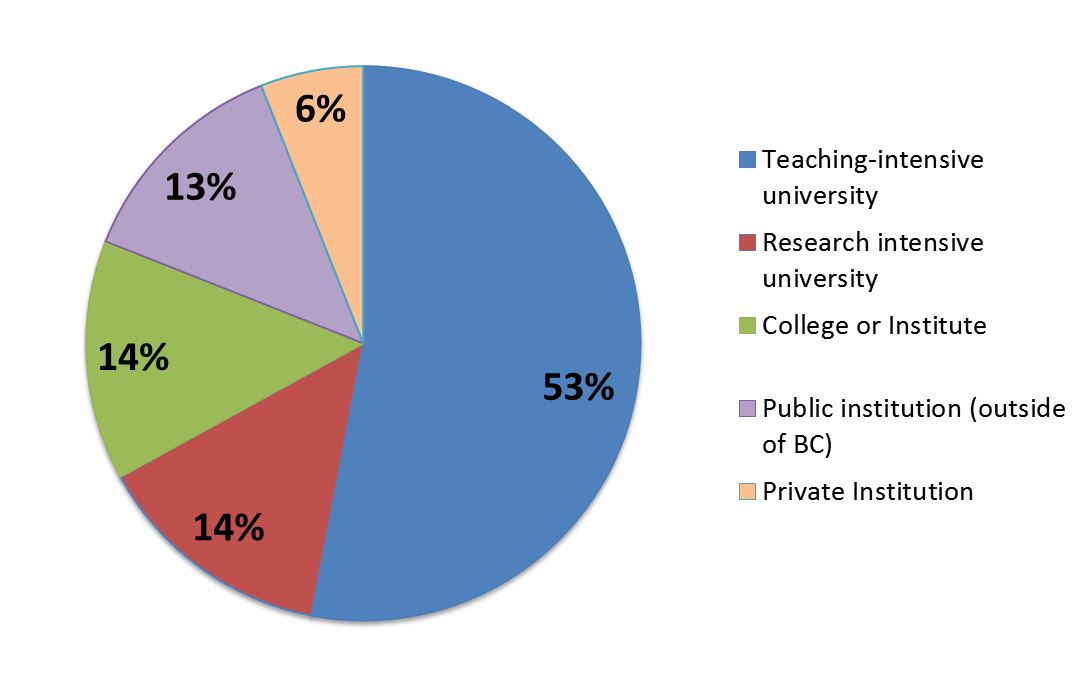 6%
13%
14%
14%
53%
Teaching-intensive
university
Research intensive
university
College or Institute
Public institution (outside
of BC)
Private Institution